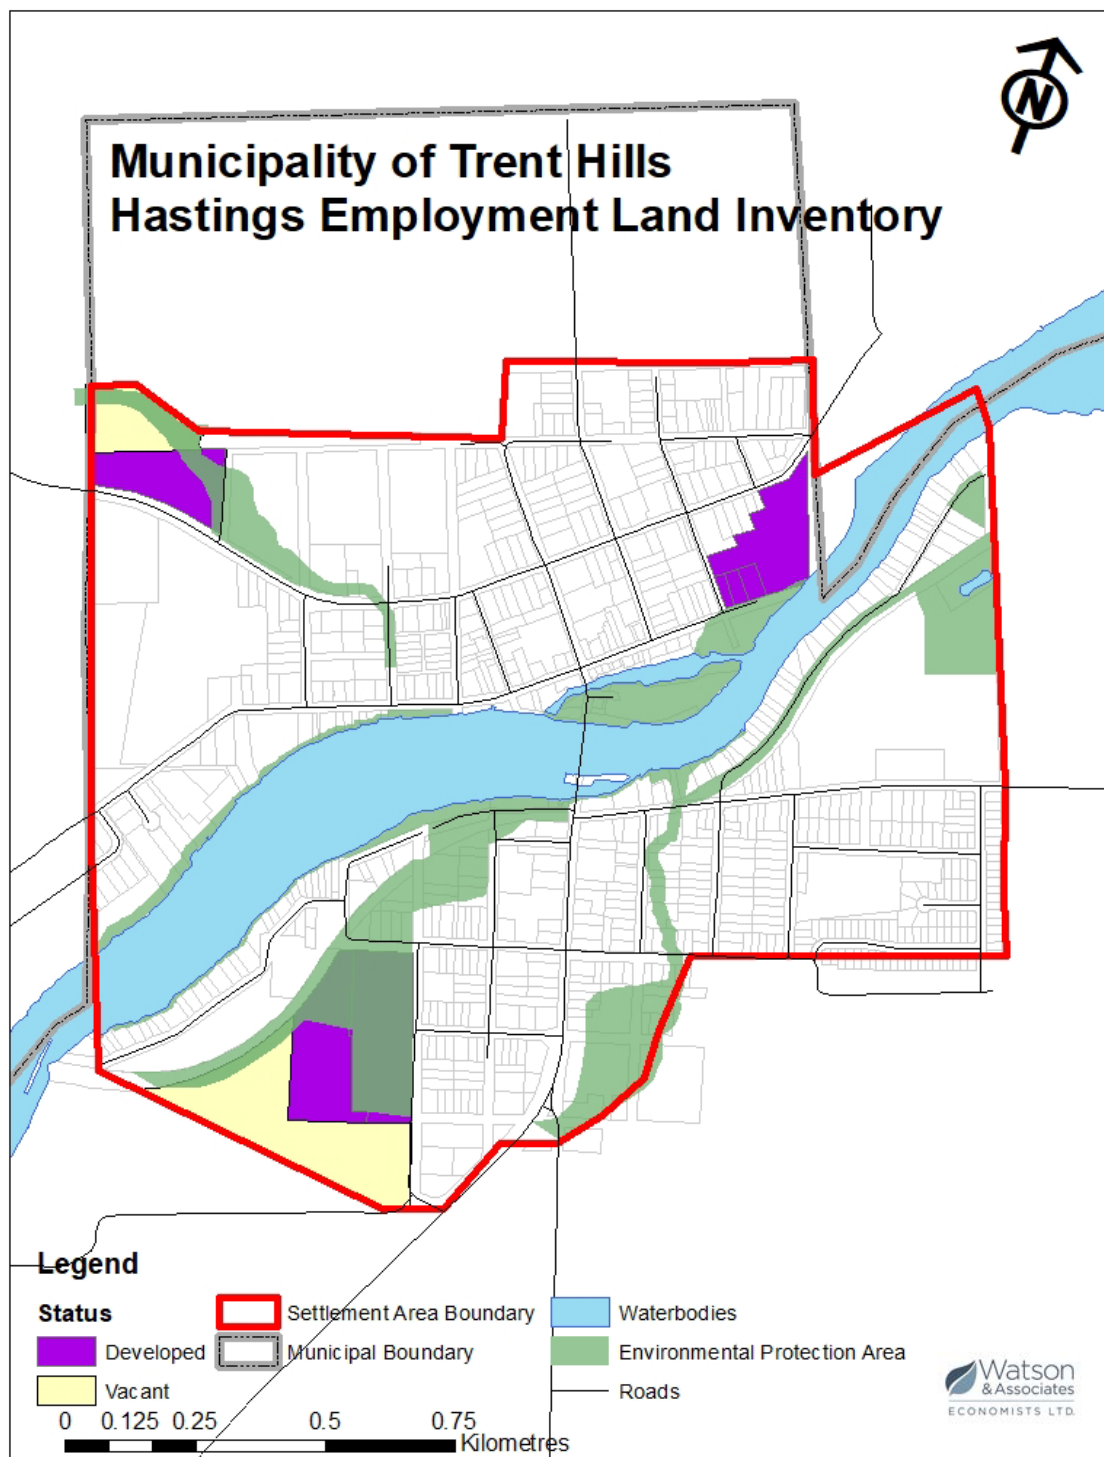 N
Municipality of Trent Hills
Hastings Employment Land Inventory
Legend
Status
Developed
Vacant
Settlement Area Boundary
Municipal Boundary
Waterbodies
Environmental Protection Area
Roads
0 0.125 0.25 0.5 0.75
Kilometres
Watson
& Associates
ECONOMISTS LTD.